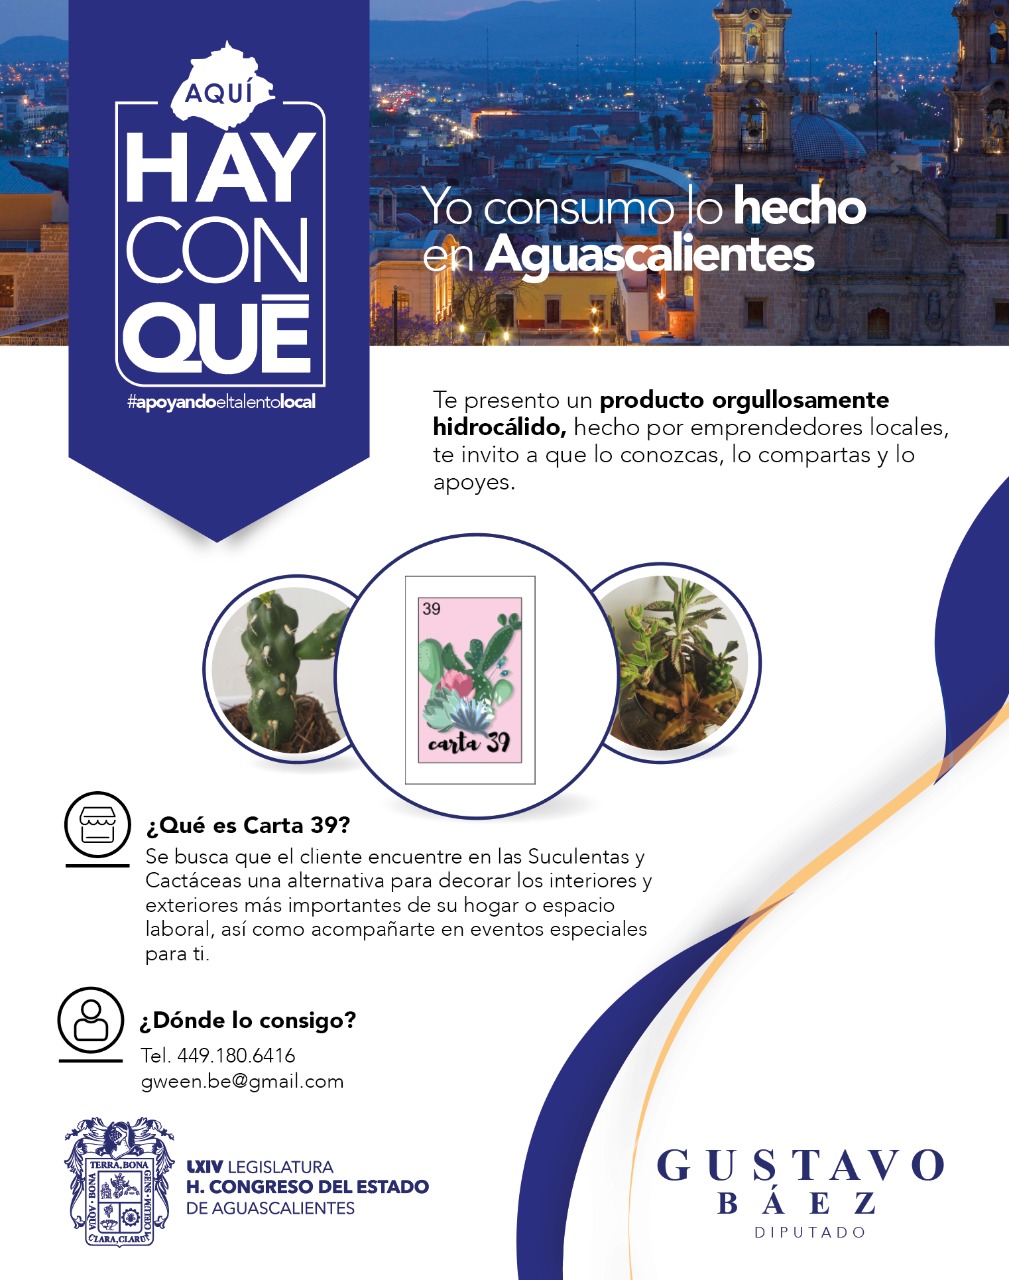 AQUÍ
HAY
CON
QUĒ
#apoyandoeltalentolocal
Yo consumo lo hecho
en Aguascalientes
Te presento un producto orgullosamente
hidrocálido, hecho por emprendedores locales,
te invito a que lo conozcas, lo compartas y lo
apoyes.
39
carta 39
¿Qué es Carta 39?
Se busca que el cliente encuentre en las Suculentas y
Cactáceas una alternativa para decorar los interiores y
exteriores más importantes de su hogar o espacio
laboral, así como acompañarte en eventos especiales
para ti.
¿Dónde lo consigo?
Tel. 449.180.6416
gween.be@gmail.com
TERRA, BONA
BONA
GENS
AQUA
CŒLUM
CLARA, CLARUM
LXIV LEGISLATURA
H. CONGRESO DEL ESTADO
DE AGUASCALIENTES
GUSTAVO
BÁEZ
DIPUTADO